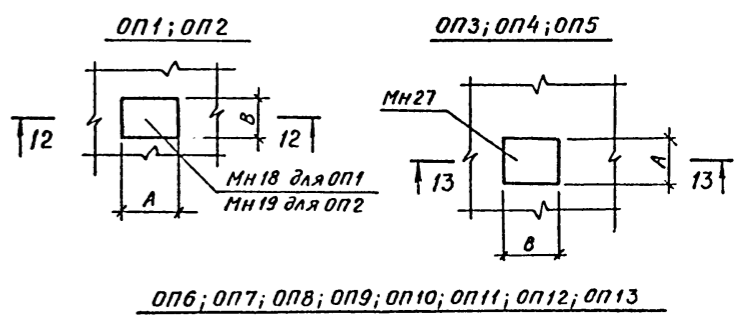 ОП1; ОП2
ОП3; ОП4; ОП5
Мн27
12
В
12
Мн18 для ОП1
Мн19 для ОП2
А
13
А
13
В
ОП6; ОП7; ОП8; ОП9; ОП10; ОП11; ОП12; ОП13